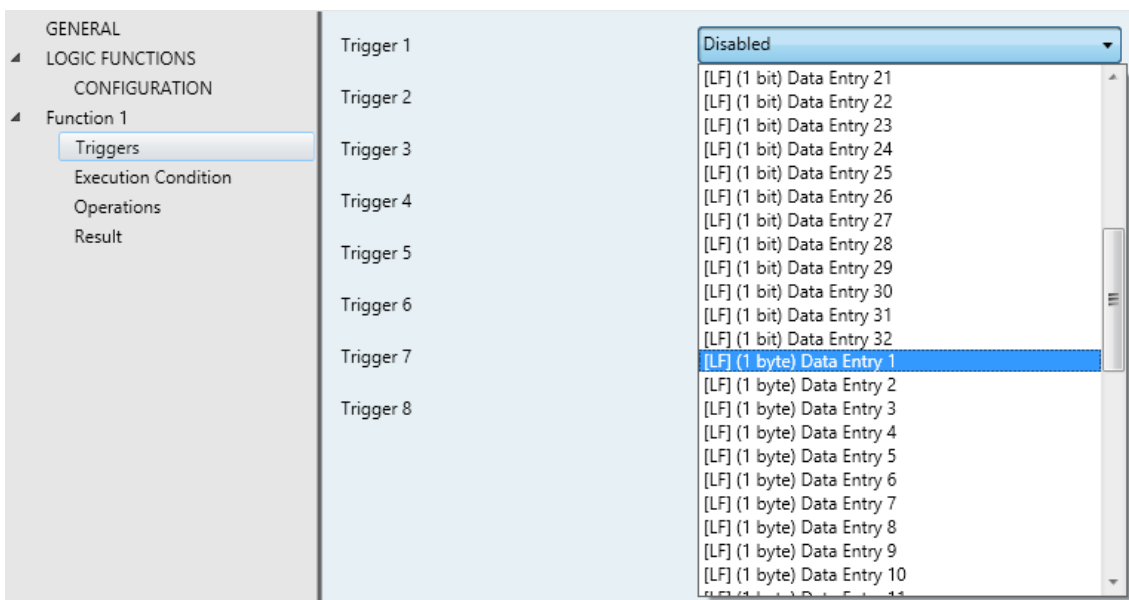 GENERAL
LOGIC FUNCTIONS
CONFIGURATION
Function 1
Triggers
Execution Condition
Operations
Result
Trigger 1
Trigger 2
Trigger 3
Trigger 4
Trigger 5
Trigger 6
Trigger 7
Trigger 8
Disabled
[LF] (1 bit) Data Entry 21
[LF] (1 bit) Data Entry 22
[LF] (1 bit) Data Entry 23
[LF] (1 bit) Data Entry 24
[LF] (1 bit) Data Entry 25
[LF] (1 bit) Data Entry 26
[LF] (1 bit) Data Entry 27
[LF] (1 bit) Data Entry 28
[LF] (1 bit) Data Entry 29
[LF] (1 bit) Data Entry 30
[LF] (1 bit) Data Entry 31
[LF] (1 bit) Data Entry 32
[LF] (1 byte) Data Entry 1
[LF] (1 byte) Data Entry 2
[LF] (1 byte) Data Entry 3
[LF] (1 byte) Data Entry 4
[LF] (1 byte) Data Entry 5
[LF] (1 byte) Data Entry 6
[LF] (1 byte) Data Entry 7
[LF] (1 byte) Data Entry 8
[LF] (1 byte) Data Entry 9
[LF] (1 byte) Data Entry 10